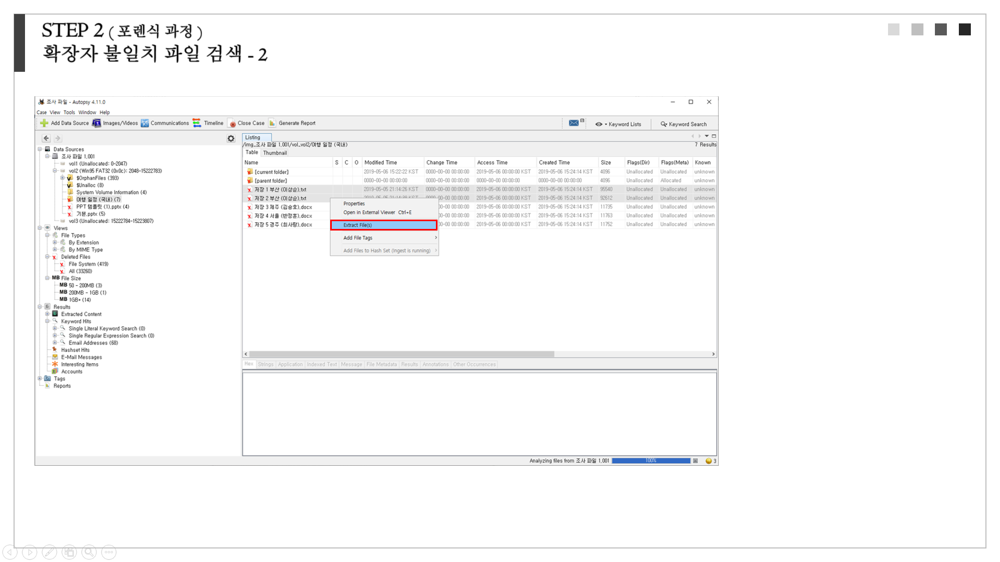 STEP 2 ( 포렌식 과정 )
확장자 불일치 파일 검색 - 2
조사 파일 - Autopsy 4.11.0
Case View Tools Window Help
Add Data Source Images/Videos Communications Timeline Close Case Generate Report Keyword Lists Keyword Search
Data Sources
조사 파일 1.001
vol1 (Unallocated: 0-2047)
vol2 (Win95 FAT32 (0x0c): 2048-15222783)
$OrphanFiles (393)
$Unalloc (8)
System Volume Information (4)
여행 일정 (국내) (7)
PPT 템플릿 (1).pptx (4)
기본.pptx (5)
vol3 (Unallocated: 15222784-15223807)
Views
File Types
By Extension
By MIME Type
Deleted Files
File System (419)
All (33260)
MB File Size
MB 50 - 200MB (3)
MB 200MB - 1GB (1)
MB 1GB+ (14)
Results
Extracted Content
Keyword Hits
Single Literal Keyword Search (0)
Single Regular Expression Search (0)
Email Addresses (68)
Hashset Hits
E-Mail Messages
Interesting Items
Accounts
Tags
Reports
Listing
/img_조사 파일 1.001/vol_vol2/여행 일정 (국내) 7 Results
Table Thumbnail
Name S C O Modified Time Change Time Access Time Created Time Size Flags(Dir) Flags(Meta) Known
[current folder] 2019-05-06 15:22:22 KST 0000-00-00 00:00:00 2019-05-06 00:00:00 KST 2019-05-06 15:24:14 KST 4096 Unallocated Unallocated unknown
[parent folder] 0000-00-00 00:00:00 0000-00-00 00:00:00 0000-00-00 00:00:00 0000-00-00 00:00:00 4096 Unallocated Allocated unknown
저장 1 부산 (이상순).txt 2019-05-05 21:14:26 KST 0000-00-00 00:00:00 2019-05-06 00:00:00 KST 2019-05-06 15:24:14 KST 95540 Unallocated Unallocated unknown
저장 2 부산 (이상순).txt 00-00 00:00:00 2019-05-06 00:00:00 KST 2019-05-06 15:24:14 KST 92612 Unallocated Unallocated unknown
저장 3 제주 (김승호).docx 00-00 00:00:00 2019-05-06 00:00:00 KST 2019-05-06 15:24:14 KST 11735 Unallocated Unallocated unknown
저장 4 서울 (반정훈).docx 00-00 00:00:00 2019-05-06 00:00:00 KST 2019-05-06 15:24:14 KST 11763 Unallocated Unallocated unknown
저장 5 경주 (최사랑).docx 00-00 00:00:00 2019-05-06 00:00:00 KST 2019-05-06 15:24:14 KST 11752 Unallocated Unallocated unknown
Properties
Open in External Viewer Ctrl+E
Extract File(s)
Add File Tags
Add Files to Hash Set (Ingest is running)
Hex Strings Application Indexed Text Message File Metadata Results Annotations Other Occurrences
Analyzing files from 조사 파일 1.001 100% 3